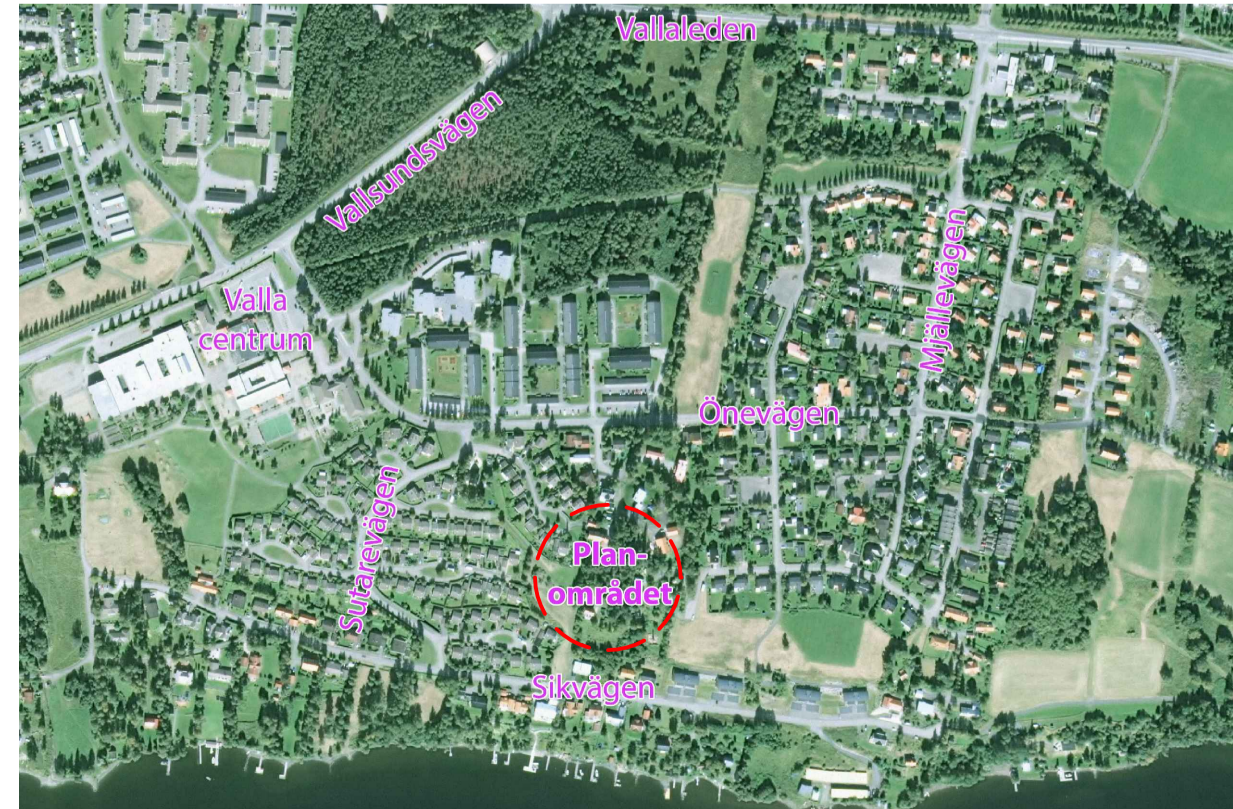 Vallaleden
Vallsundsvägen
Mjällevägen
Valla
centrum
Önevägen
Sutarevägen
Plan-
området
Sikvägen